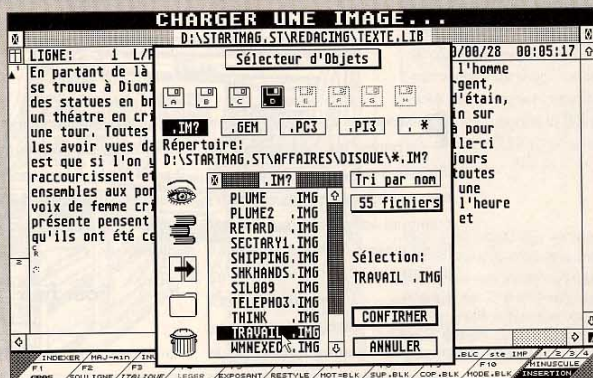 CHARGER UNE IMAGE...
D:\STARTMAG.ST\REDACIMG\TEXTE.LIB
LIGNE: 1 L/
/00/28 00:05:17
En partant de là
se trouve à Diomi
des statues en br
un théatre en cri
une tour. Toutes
les avoir vues da
est que si l'on y
raccourcissent et
ensembles aux por
voix de femme cri
présente pensent
qu'ils ont été ce
l'homme
rgent,
d'étain,
in sur
à pour
lle-ci
jours
toutes
une
l'heure
et
Sélecteur d'Objets
A B C D E F G H
.IM? .GEM .PC3 .PI3 . *
Répertoire:
D:\STARTMAG.ST\AFFAIRES\DISQUE\*.IM?
.IM?
Tri par nom
55 fichiers
PLUME .IMG
PLUME2 .IMG
RETARD .IMG
SECTARY1.IMG
SHIPPING.IMG
SHKHANDS.IMG
SIL009 .IMG
TELEPHO3.IMG
THINK .IMG
TRAVAIL .IMG
WMNEXEC .IMG
Sélection:
TRAVAIL .IMG
CONFIRMER
ANNULER
INDEXER / MAJ-min / INV
.BLC / ste IMP / 1/2/3/4
F1 F2 F3
F10 MINUSCULE
GRAS / SOULIGNE / ITALIQUE / LEGER / EXPOSANT / RESTYLE / MOT=BLK / SUP.BLK / COP.BLK / MODE.BLK / INSERTION